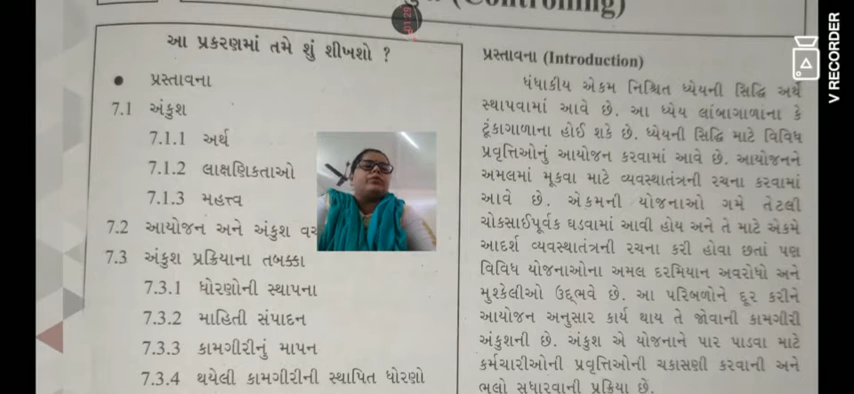 (Controlling)
આ પ્રકરણમાં તમે શું શીખશો ?
• પ્રસ્તાવના
7.1 અંકુશ
7.1.1 અર્થ
7.1.2 લાક્ષણિકતાઓ
7.1.3 મહત્ત્વ
7.2 આયોજન અને અંકુશ
7.3 અંકુશ પ્રક્રિયાના તબક્કા
7.3.1 ધોરણોની સ્થાપના
7.3.2 માહિતી સંપાદન
7.3.3 કામગીરીનું માપન
7.3.4 થયેલી કામગીરીની સ્થાપિત ધોરણો
પ્રસ્તાવના (Introduction)
ધંધાકીય એકમ નિશ્ચિત ધ્યેયની સિદ્ધિ અર્થે
સ્થાપવામાં આવે છે. આ ધ્યેય લાંબાગાળાના કે
ટૂંકાગાળાના હોઈ શકે છે. ધ્યેયની સિદ્ધિ માટે વિવિધ
પ્રવૃત્તિઓનું આયોજન કરવામાં આવે છે. આયોજનને
અમલમાં મૂકવા માટે વ્યવસ્થાતંત્રની રચના કરવામાં
આવે છે. એકમની યોજનાઓ ગમે તેટલી
ચોકસાઈપૂર્વક ઘડવામાં આવી હોય અને તે માટે એકમે
આદર્શ વ્યવસ્થાતંત્રની રચના કરી હોવા છતાં પણ
વિવિધ યોજનાઓના અમલ દરમિયાન અવરોધો અને
મુશ્કેલીઓ ઉદ્દભવે છે. આ પરિબળોને દૂર કરીને
આયોજન અનુસાર કાર્ય થાય તે જોવાની કામગીરી
અંકુશની છે. અંકુશ એ યોજનાને પાર પાડવા માટે
કર્મચારીઓની પ્રવૃત્તિઓની ચકાસણી કરવાની અને
ભૂલો સુધારવાની પ્રક્રિયા છે.
V RECORDER